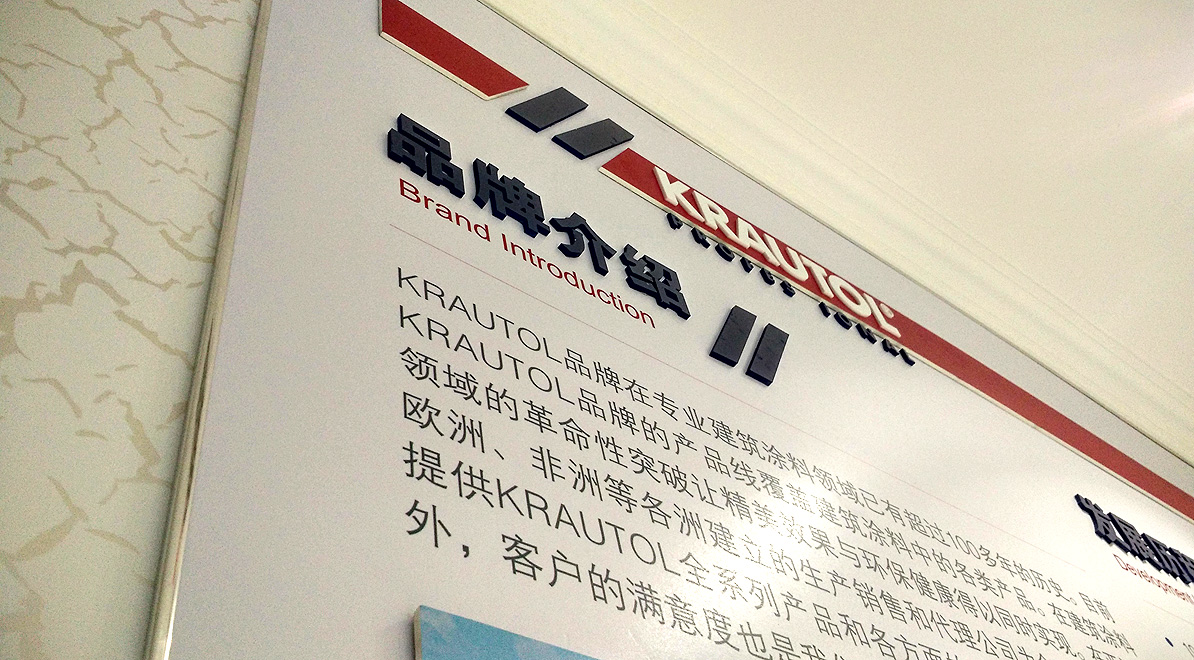 KRAUTOL
品牌介绍
Brand Introduction
KRAUTOL品牌在专业建筑涂料领域已有超过100多年的历史。目前
KRAUTOL品牌的产品线覆盖建筑涂料中的各类产品。在建筑涂料
领域的革命性突破让精美效果与环保健康得以同时实现。在
欧洲、非洲等各洲建立的生产销售和代理公司为
提供KRAUTOL全系列产品和各方面
外，客户的满意度也是我
发展历
Development